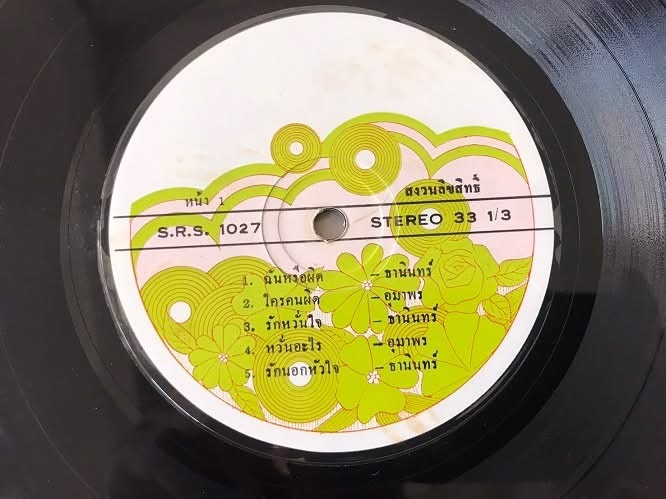 หน้า 1 สงวนลิขสิทธิ์
S.R.S. 1027 STEREO 33 1/3
1. ฉันหรือผิด – ธานินทร์
2. ใครคนผิด – อุมาพร
3. รักหวั่นใจ – ธานินทร์
4. หวั่นอะไร – อุมาพร
5. รักนอกหัวใจ – ธานินทร์